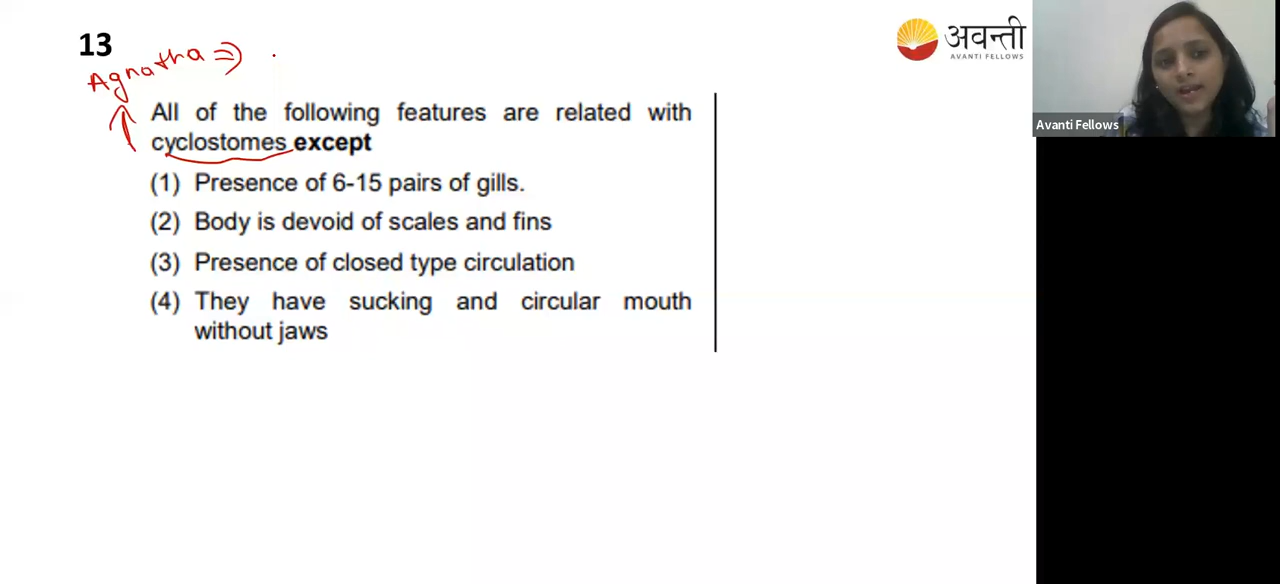 13
Agnatha ⇒
अवन्ती
AVANTI FELLOWS
All of the following features are related with
cyclostomes except
(1) Presence of 6-15 pairs of gills.
(2) Body is devoid of scales and fins
(3) Presence of closed type circulation
(4) They have sucking and circular mouth
without jaws
Avanti Fellows